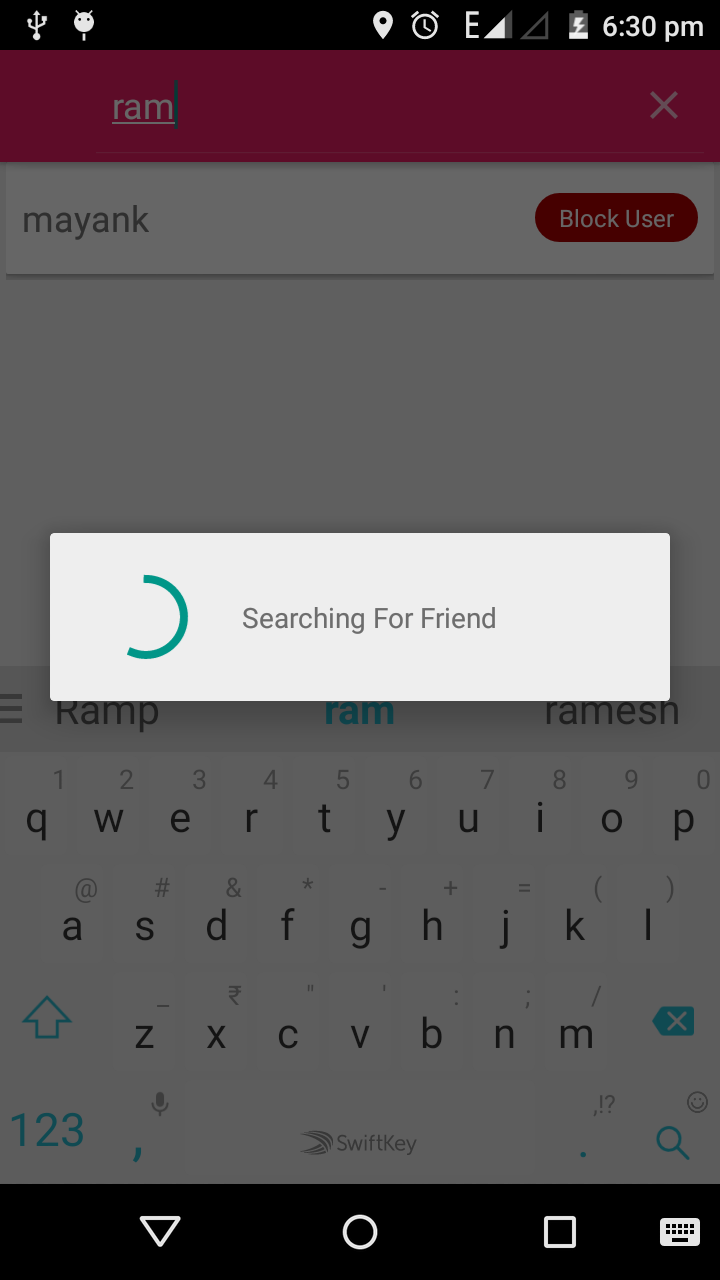 E 6:30 pm
ram
mayank Block User
Searching For Friend
Ramp ram ramesh
1 2 3 4 5 6 7 8 9 0
q w e r t y u i o p
@ # & * - + = ( )
a s d f g h j k l
_ ₹ " ' : ; /
z x c v b n m
,!?
123 , SwiftKey .